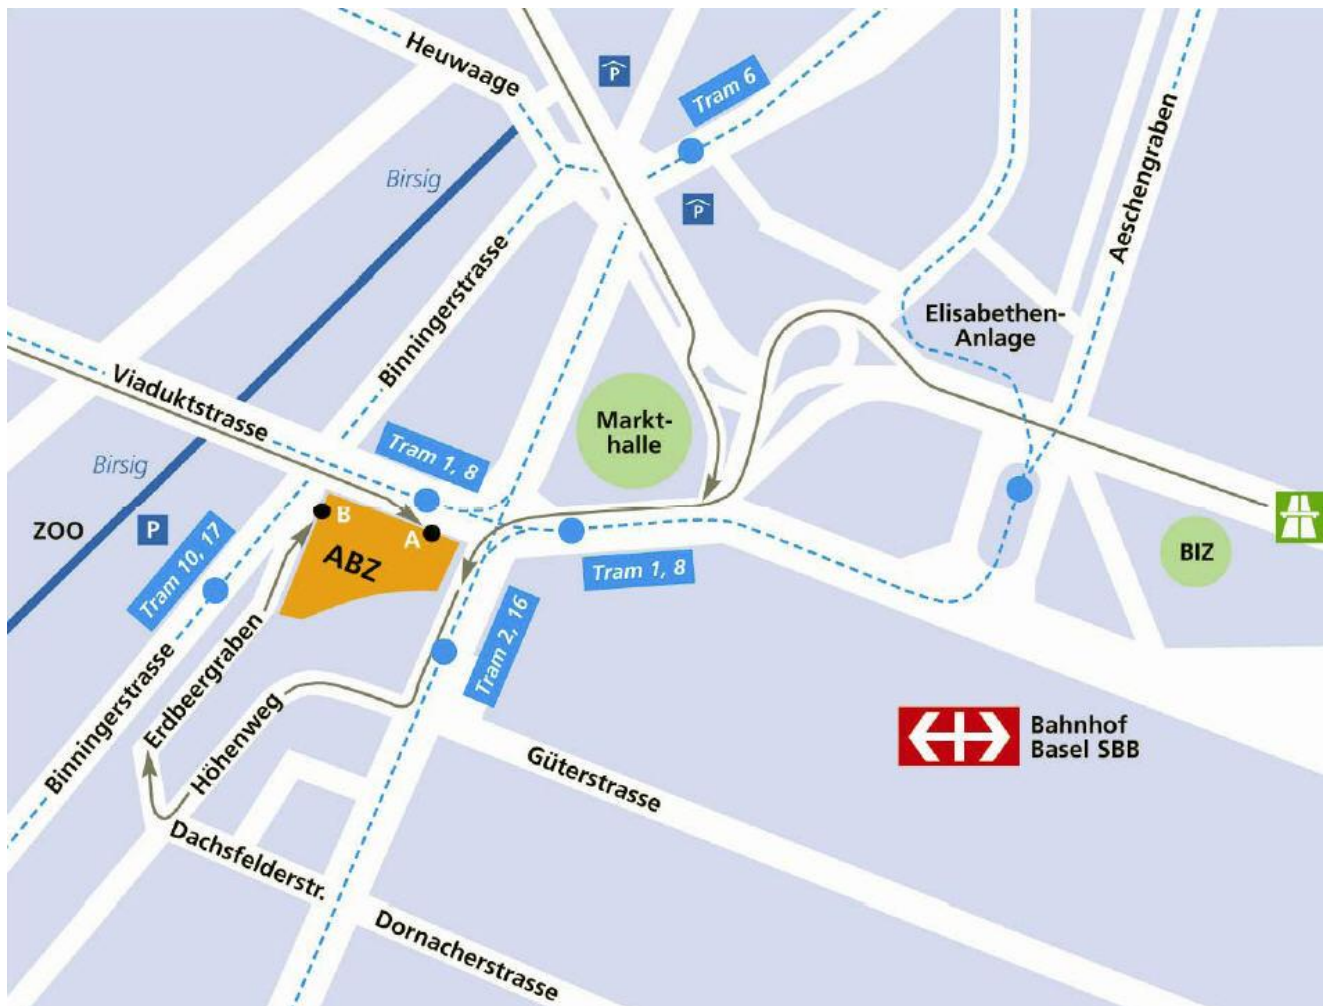 Heuwaage
P
Tram 6
Birsig
P
Aeschengraben
Binningerstrasse
Elisabethen-
Anlage
Viaduktstrasse
Markt-
halle
Tram 1, 8
Birsig
ZOO
P
B
A
ABZ
BIZ
Tram 10, 17
Tram 1, 8
Tram 2, 16
Erdbeergraben
Binningerstrasse
Höhenweg
Bahnhof
Basel SBB
Güterstrasse
Dachsfelderstr.
Dornacherstrasse